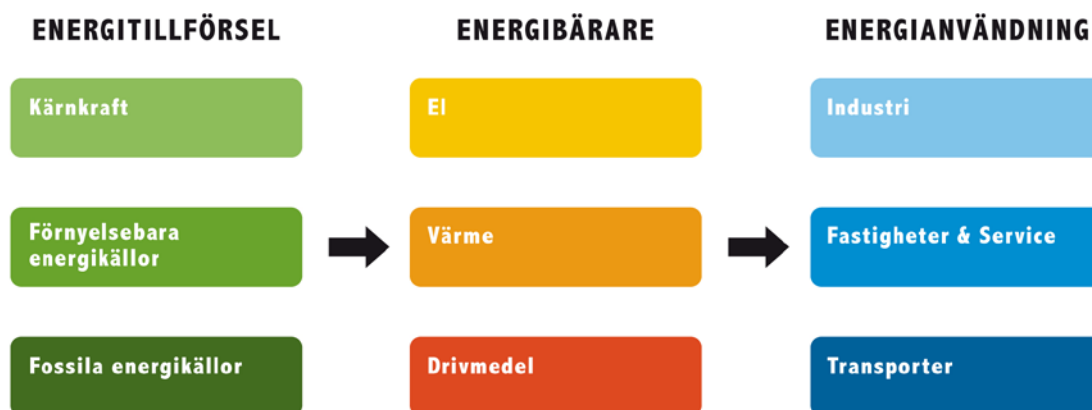 ENERGITILLFÖRSEL
ENERGIBÄRARE
ENERGIANVÄNDNING
Kärnkraft
El
Industri
Förnyelsebara
energikällor
Värme
Fastigheter & Service
Fossila energikällor
Drivmedel
Transporter